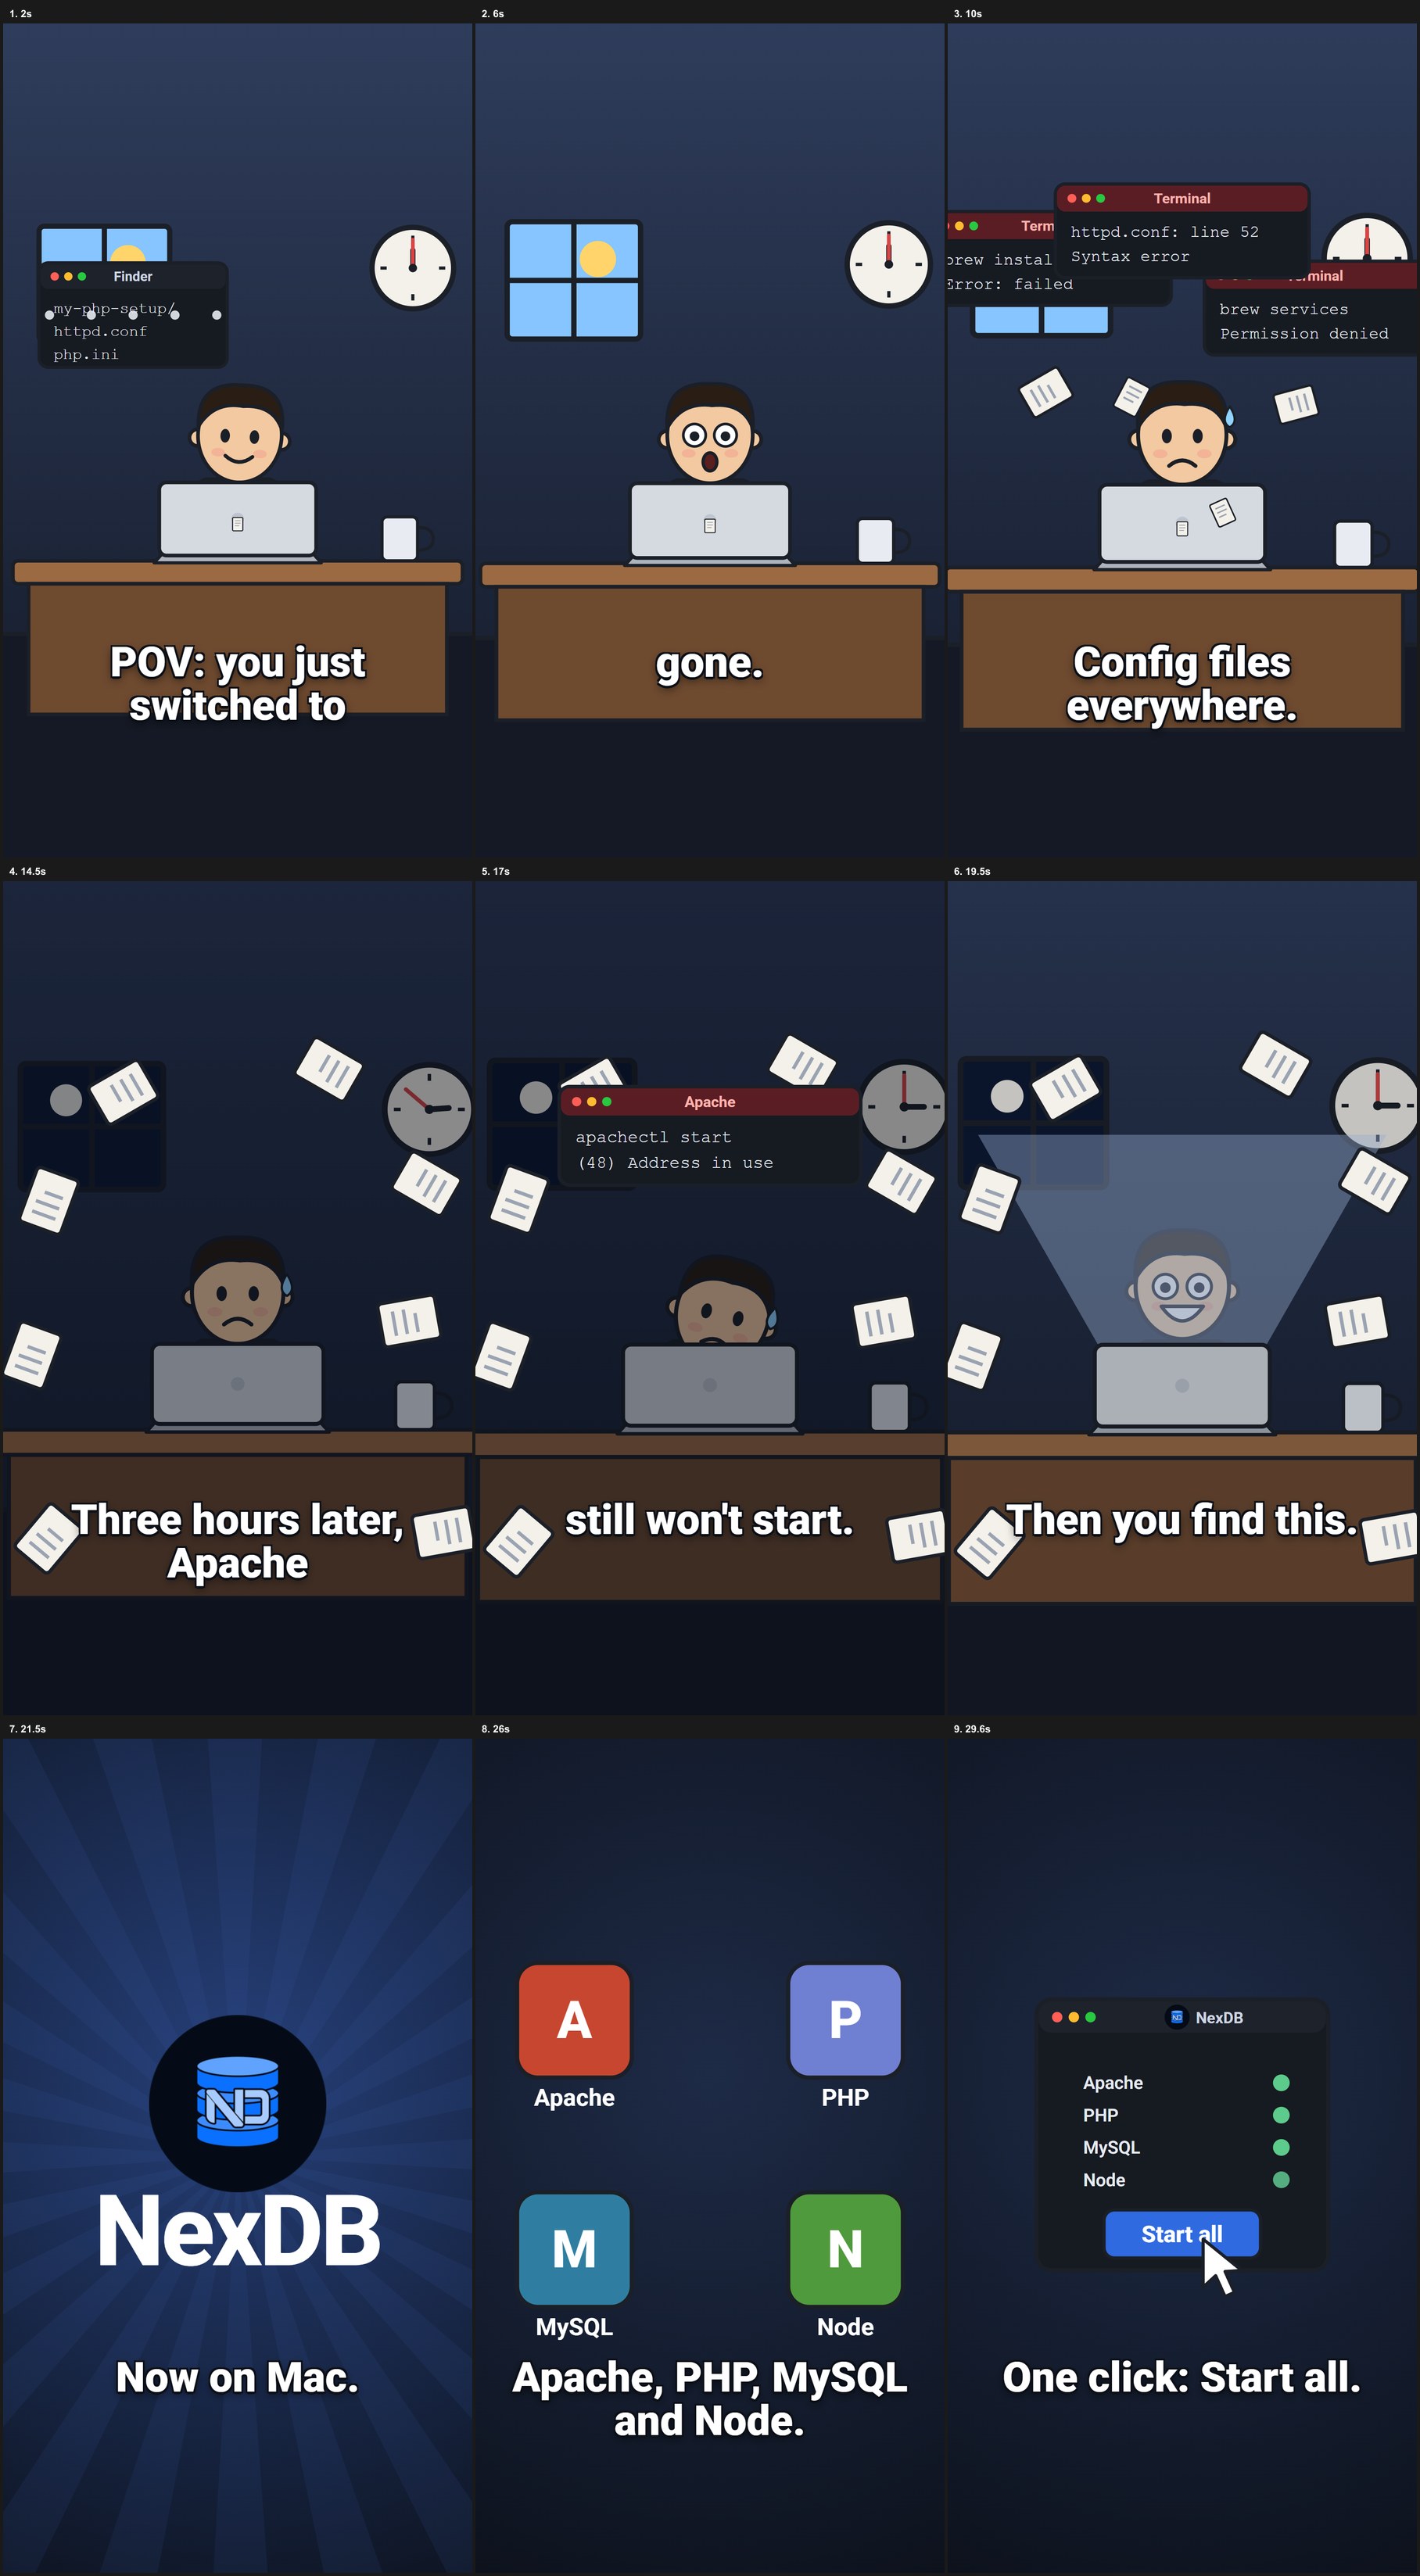 1. 2s
Finder
my-php-setup/
httpd.conf
php.ini
POV: you just
switched to
2. 6s
gone.
3. 10s
Terminal
httpd.conf: line 52
Syntax error
Term
brew instal
Error: failed
minal
brew services
Permission denied
Config files
everywhere.
4. 14.5s
Three hours later,
Apache
5. 17s
Apache
apachectl start
(48) Address in use
still won't start.
6. 19.5s
Then you find this.
7. 21.5s
ND
NexDB
Now on Mac.
8. 26s
A
Apache
P
PHP
M
MySQL
N
Node
Apache, PHP, MySQL
and Node.
9. 29.6s
ND NexDB
Apache
PHP
MySQL
Node
Start all
One click: Start all.